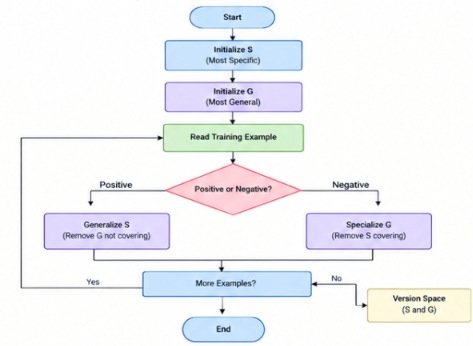 Start
Initialize S
(Most Specific)
Initialize G
(Most General)
Read Training Example
Positive or Negative?
Positive
Negative
Generalize S
(Remove G not covering)
Specialize G
(Remove S covering)
Yes
More Examples?
No
Version Space
(S and G)
End